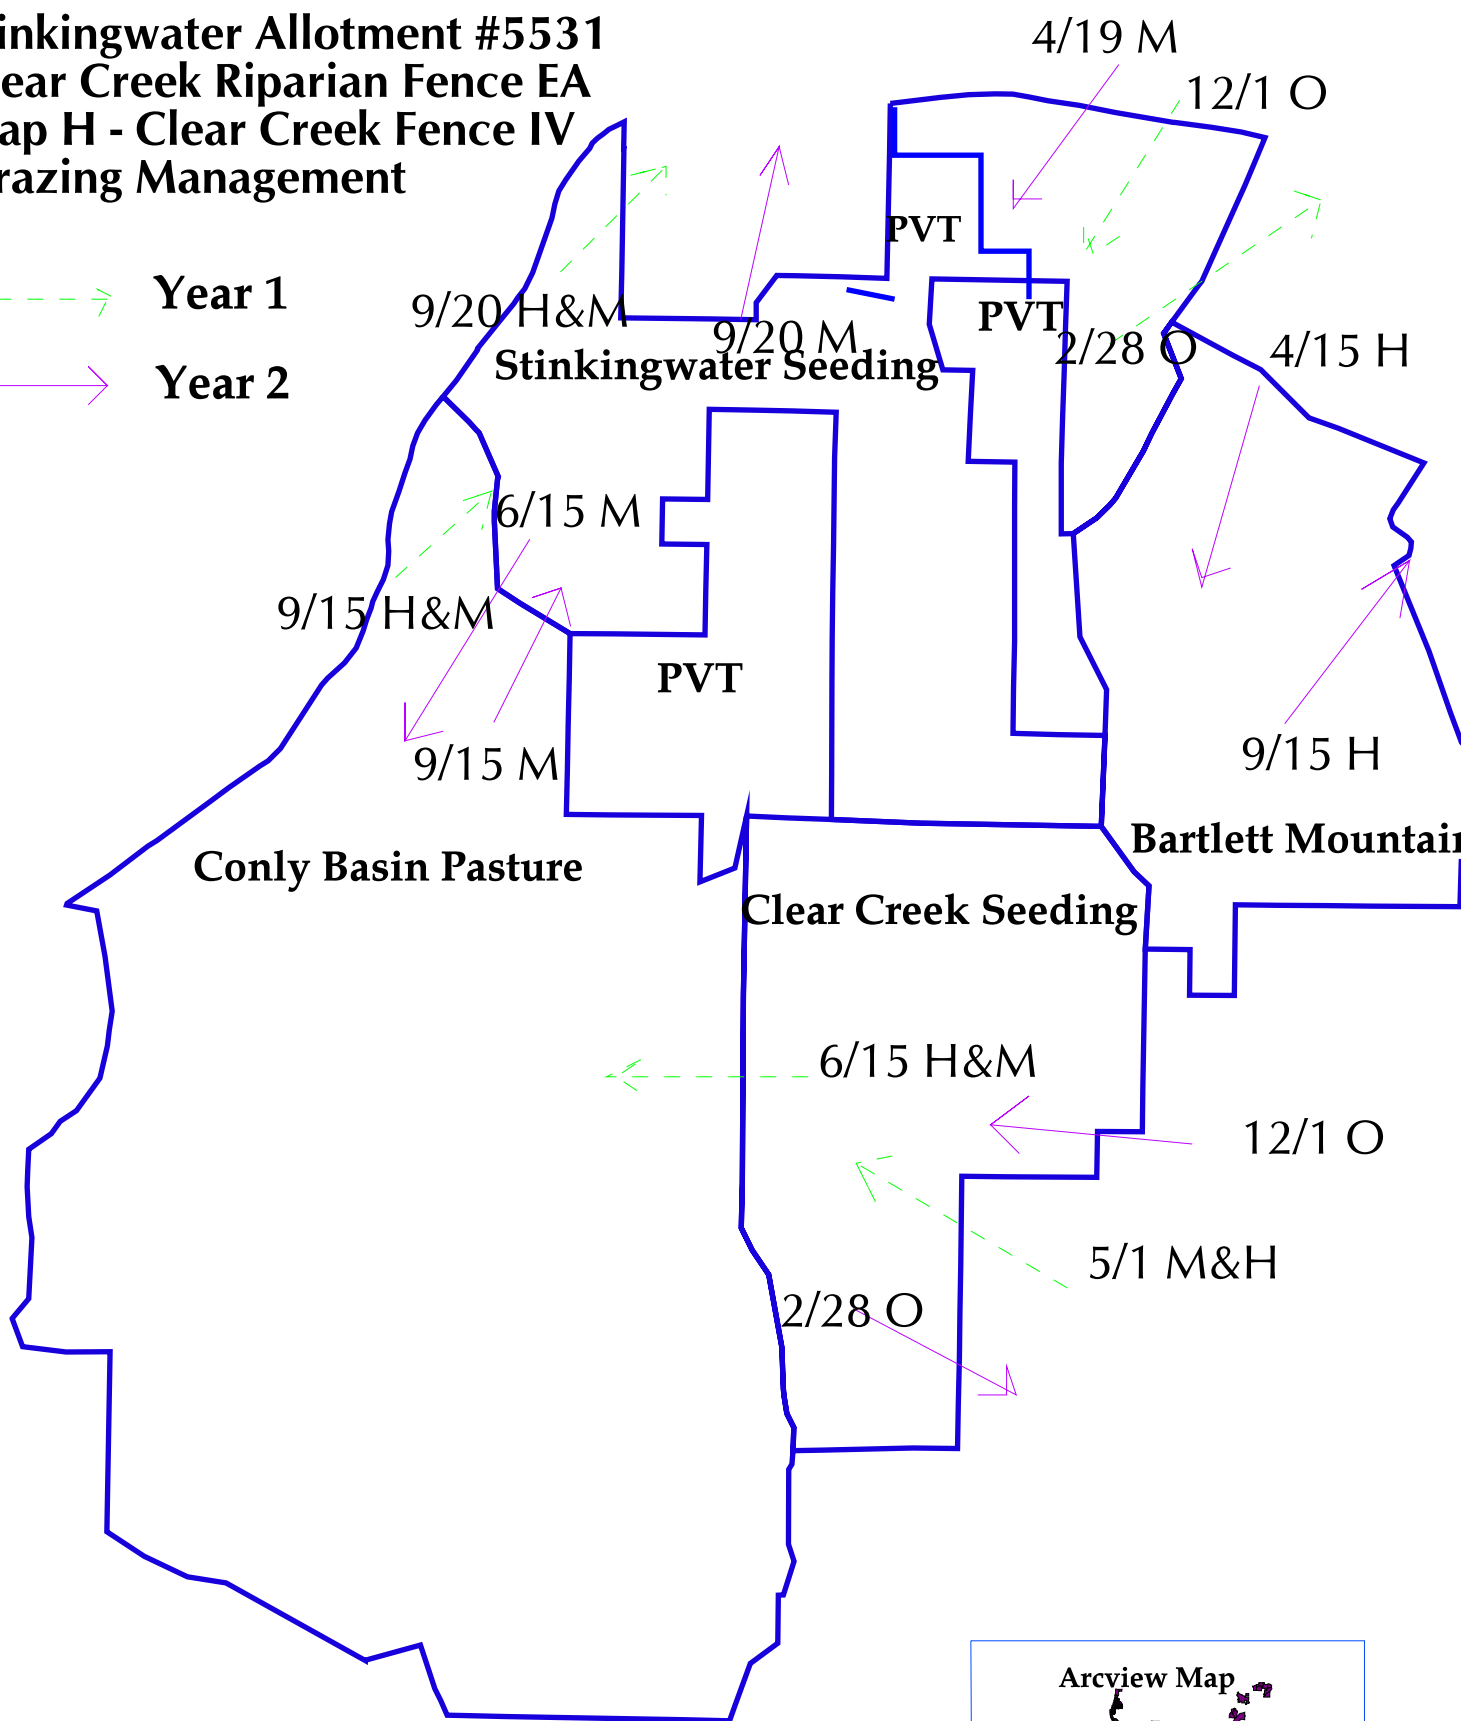 inkingwater Allotment #5531
lear Creek Riparian Fence EA
ap H - Clear Creek Fence IV
razing Management
4/19 M
12/1 O
PVT
Year 1
9/20 H&M
9/20 M
PVT
2/28 O
4/15 H
Stinkingwater Seeding
Year 2
6/15 M
9/15 H&M
PVT
9/15 M
9/15 H
Conly Basin Pasture
Bartlett Mountain
Clear Creek Seeding
6/15 H&M
12/1 O
5/1 M&H
2/28 O
Arcview Map